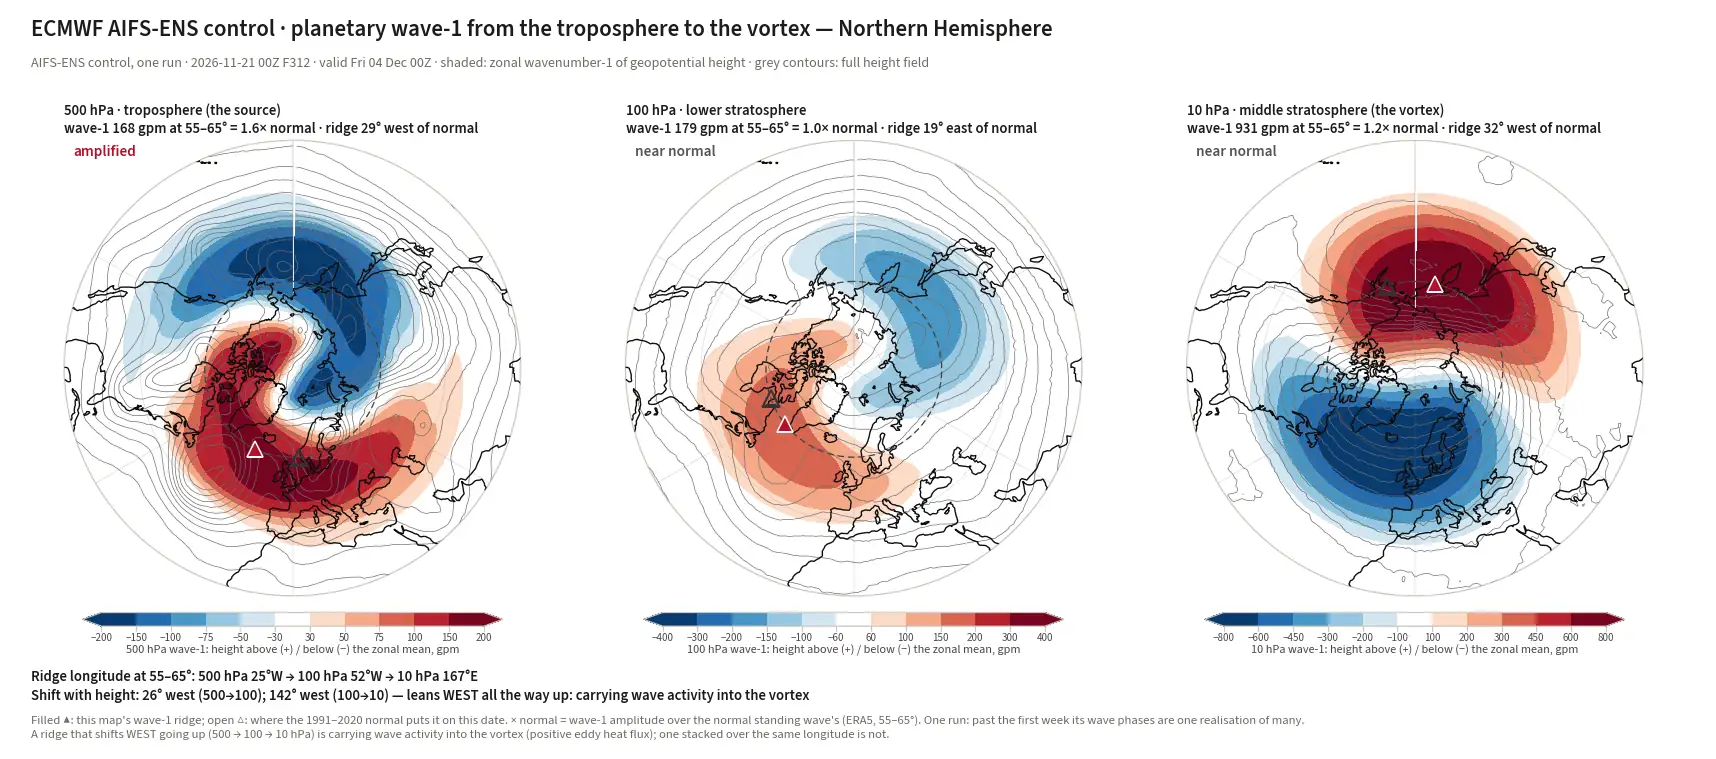 ECMWF AIFS-ENS control · planetary wave-1 from the troposphere to the vortex — Northern Hemisphere
AIFS-ENS control, one run · 2026-11-21 00Z F312 · valid Fri 04 Dec 00Z · shaded: zonal wavenumber-1 of geopotential height · grey contours: full height field
500 hPa · troposphere (the source)
wave-1 168 gpm at 55–65° = 1.6× normal · ridge 29° west of normal
amplified
100 hPa · lower stratosphere
wave-1 179 gpm at 55–65° = 1.0× normal · ridge 19° east of normal
near normal
10 hPa · middle stratosphere (the vortex)
wave-1 931 gpm at 55–65° = 1.2× normal · ridge 32° west of normal
near normal
−200 −150 −100 −75 −50 −30 30 50 75 100 150 200
500 hPa wave-1: height above (+) / below (−) the zonal mean, gpm
−400 −300 −200 −150 −100 −60 60 100 150 200 300 400
100 hPa wave-1: height above (+) / below (−) the zonal mean, gpm
−800 −600 −450 −300 −200 −100 100 200 300 450 600 800
10 hPa wave-1: height above (+) / below (−) the zonal mean, gpm
Ridge longitude at 55–65°: 500 hPa 25°W → 100 hPa 52°W → 10 hPa 167°E
Shift with height: 26° west (500→100); 142° west (100→10) — leans WEST all the way up: carrying wave activity into the vortex
Filled ▲: this map's wave-1 ridge; open △: where the 1991–2020 normal puts it on this date. × normal = wave-1 amplitude over the normal standing wave's (ERA5, 55–65°). One run: past the first week its wave phases are one realisation of many.
A ridge that shifts WEST going up (500 → 100 → 10 hPa) is carrying wave activity into the vortex (positive eddy heat flux); one stacked over the same longitude is not.